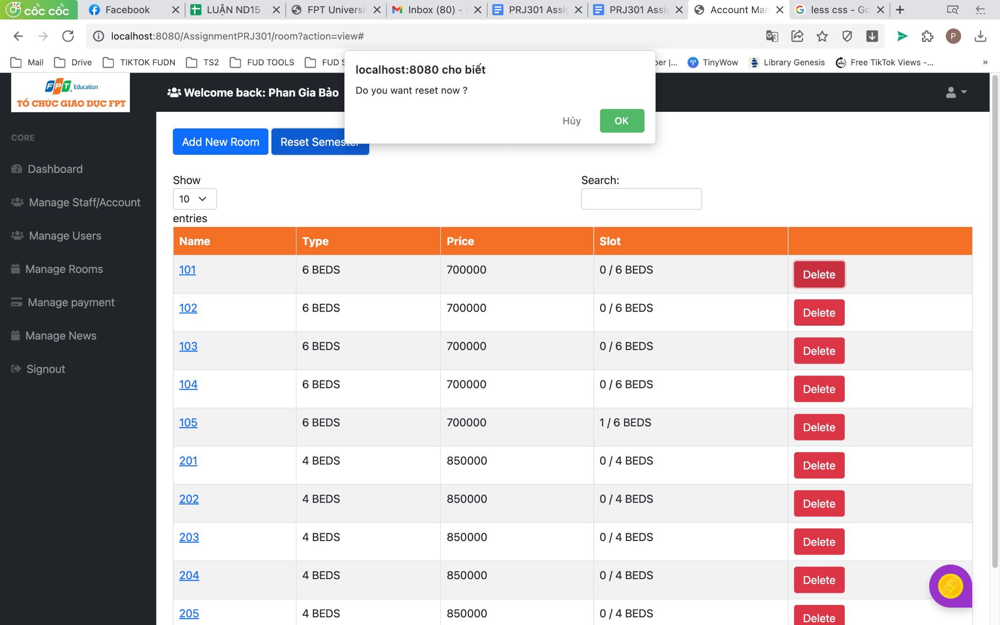 cốc cốc
Facebook
LUẬN ND15 -
FPT Universi
Inbox (80) -
PRJ301 Assig
PRJ301 Assig
Account Man
less css - Go
localhost:8080/AssignmentPRJ301/room?action=view#
P
Mail
Drive
TIKTOK FUDN
TS2
FUD TOOLS
FUD S
ber |...
TinyWow
Library Genesis
Free TikTok Views -...
»
localhost:8080 cho biết
Do you want reset now ?
Hủy
OK
FPT Education
TỔ CHỨC GIÁO DỤC FPT
Welcome back: Phan Gia Bảo
CORE
Dashboard
Manage Staff/Account
Manage Users
Manage Rooms
Manage payment
Manage News
Signout
Add New Room
Reset Semester
Show
10
entries
Search:
Name Type Price Slot
101 6 BEDS 700000 0 / 6 BEDS Delete
102 6 BEDS 700000 0 / 6 BEDS Delete
103 6 BEDS 700000 0 / 6 BEDS Delete
104 6 BEDS 700000 0 / 6 BEDS Delete
105 6 BEDS 700000 1 / 6 BEDS Delete
201 4 BEDS 850000 0 / 4 BEDS Delete
202 4 BEDS 850000 0 / 4 BEDS Delete
203 4 BEDS 850000 0 / 4 BEDS Delete
204 4 BEDS 850000 0 / 4 BEDS Delete
205 4 BEDS 850000 0 / 4 BEDS Delete